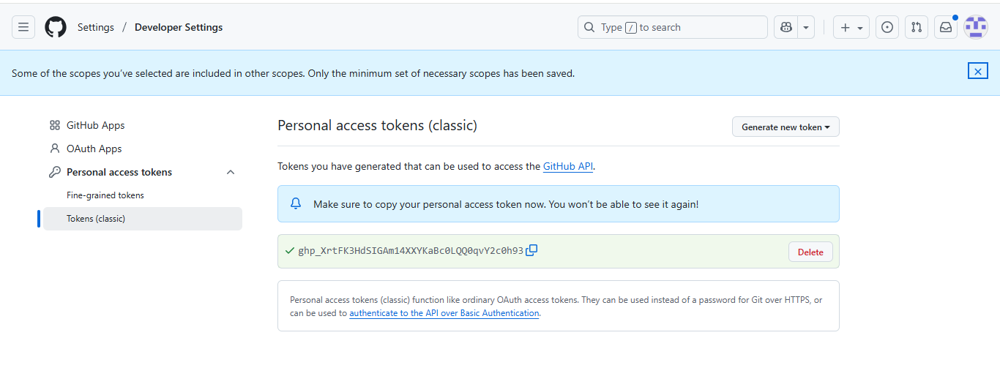 Settings / Developer Settings
Type / to search
Some of the scopes you've selected are included in other scopes. Only the minimum set of necessary scopes has been saved.
GitHub Apps
OAuth Apps
Personal access tokens
Fine-grained tokens
Tokens (classic)
Personal access tokens (classic)
Generate new token
Tokens you have generated that can be used to access the GitHub API.
Make sure to copy your personal access token now. You won't be able to see it again!
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
Delete
Personal access tokens (classic) function like ordinary OAuth access tokens. They can be used instead of a password for Git over HTTPS, or
can be used to authenticate to the API over Basic Authentication.